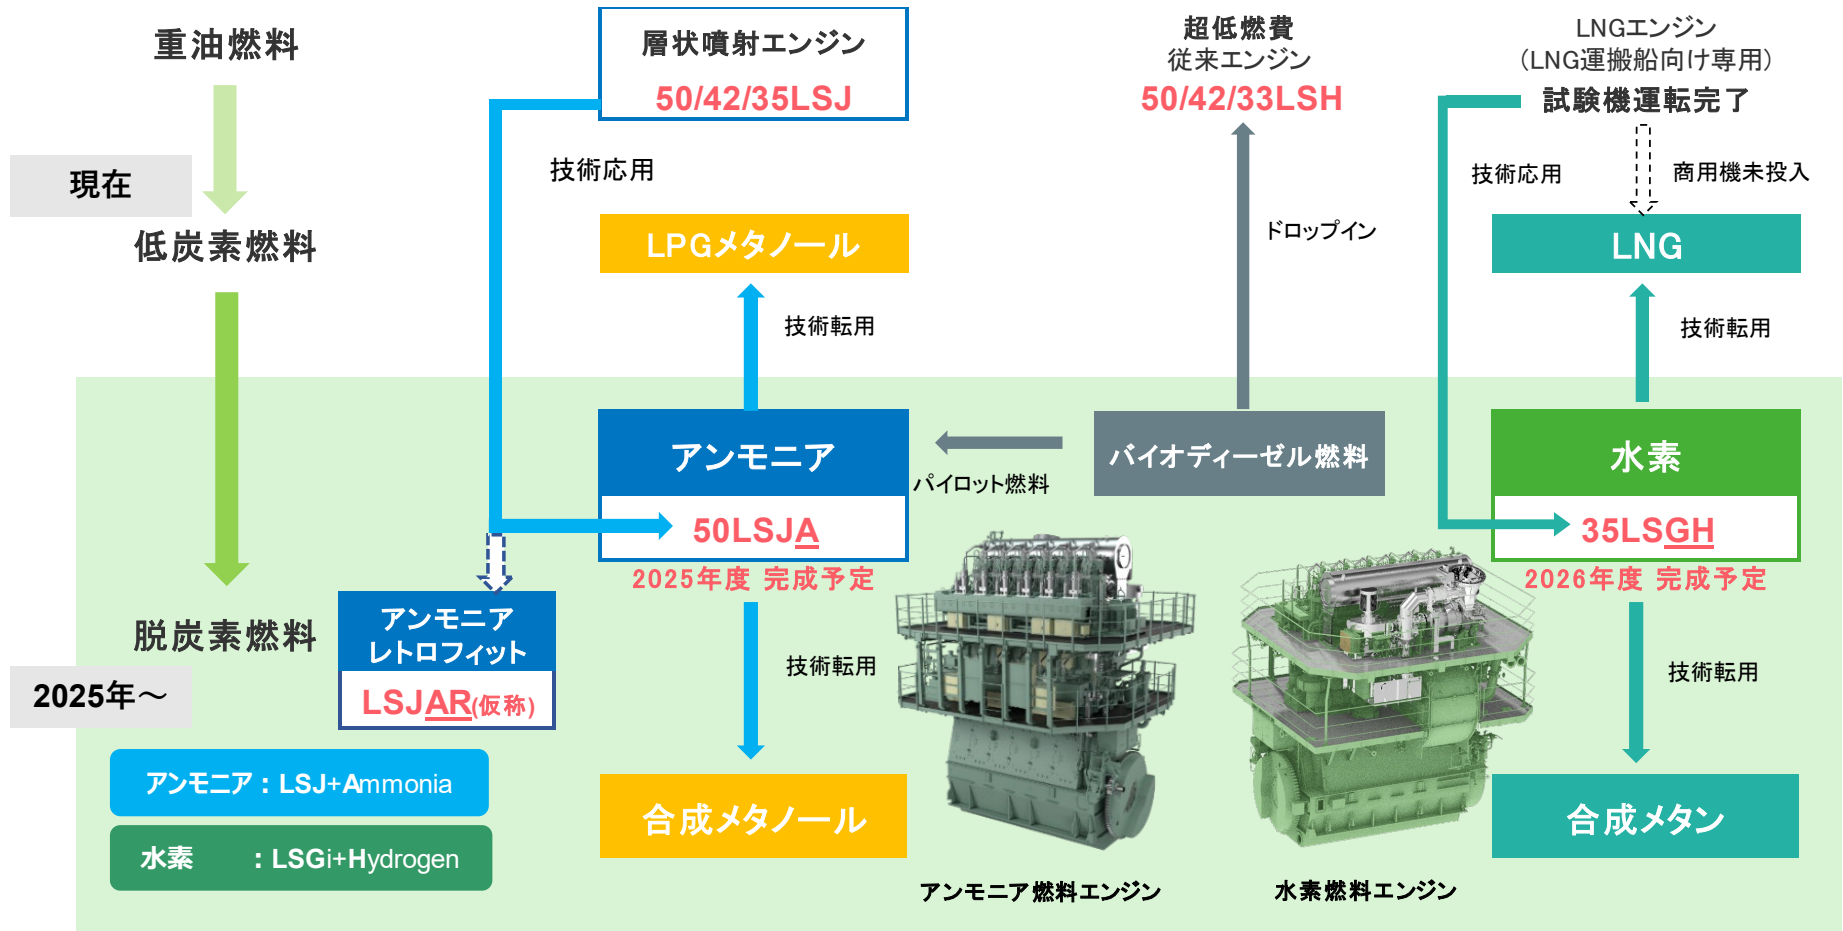 重油燃料
現在
低炭素燃料
脱炭素燃料
2025年～
層状噴射エンジン
50/42/35LSJ
技術応用
LPGメタノール
技術転用
アンモニア
50LSJA
2025年度 完成予定
技術転用
合成メタノール
アンモニア
レトロフィット
LSJAR(仮称)
アンモニア：LSJ+Ammonia
水素　　：LSGi+Hydrogen
超低燃費
従来エンジン
50/42/33LSH
ドロップイン
バイオディーゼル燃料
パイロット燃料
アンモニア燃料エンジン
LNGエンジン
（LNG運搬船向け専用）
試験機運転完了
技術応用
商用機未投入
LNG
技術転用
水素
35LSGH
2026年度 完成予定
技術転用
合成メタン
水素燃料エンジン